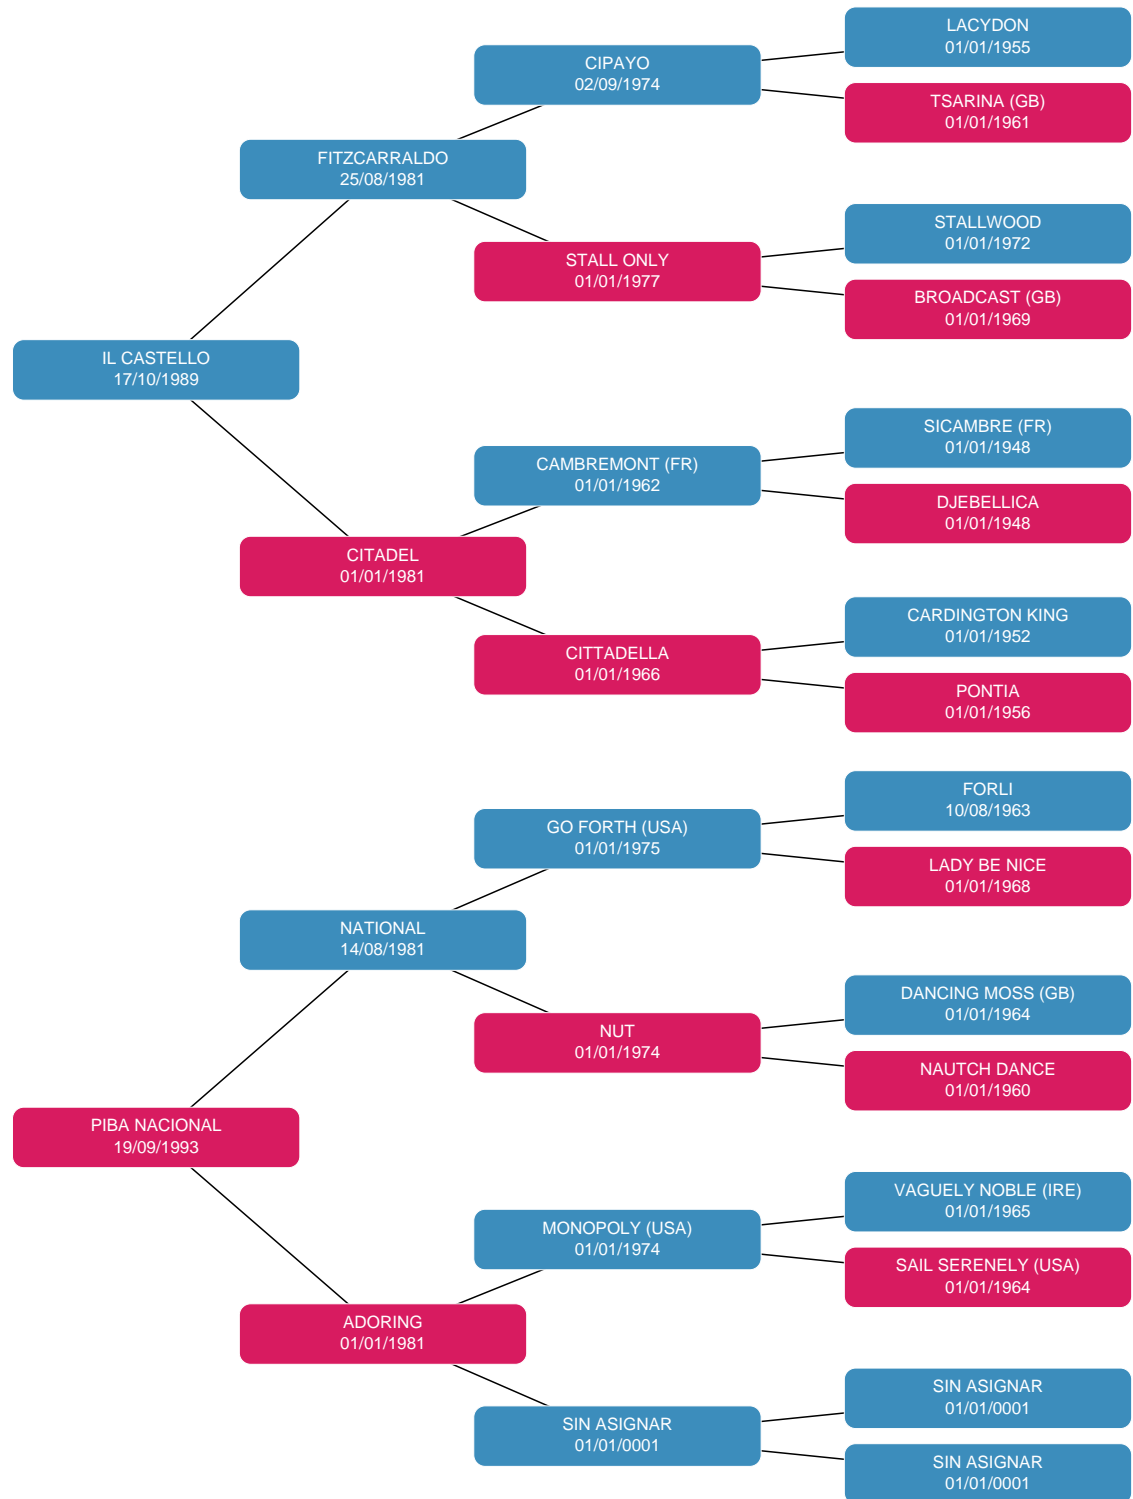 LACYDON
01/01/1955
CIPAYO
02/09/1974
TSARINA (GB)
01/01/1961
FITZCARRALDO
25/08/1981
STALLWOOD
01/01/1972
STALL ONLY
01/01/1977
BROADCAST (GB)
01/01/1969
IL CASTELLO
17/10/1989
SICAMBRE (FR)
01/01/1948
CAMBREMONT (FR)
01/01/1962
DJEBELLICA
01/01/1948
CITADEL
01/01/1981
CARDINGTON KING
01/01/1952
CITTADELLA
01/01/1966
PONTIA
01/01/1956
FORLI
10/08/1963
GO FORTH (USA)
01/01/1975
LADY BE NICE
01/01/1968
NATIONAL
14/08/1981
DANCING MOSS (GB)
01/01/1964
NUT
01/01/1974
NAUTCH DANCE
01/01/1960
PIBA NACIONAL
19/09/1993
VAGUELY NOBLE (IRE)
01/01/1965
MONOPOLY (USA)
01/01/1974
SAIL SERENELY (USA)
01/01/1964
ADORING
01/01/1981
SIN ASIGNAR
01/01/0001
SIN ASIGNAR
01/01/0001
SIN ASIGNAR
01/01/0001